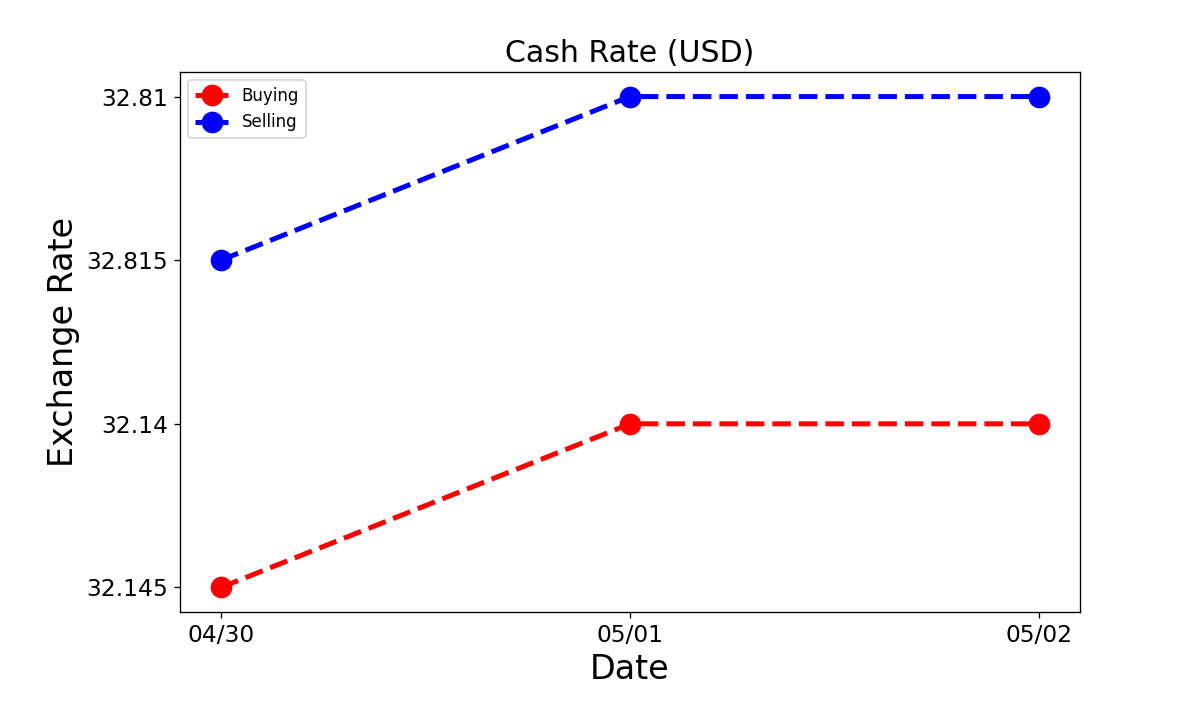 Cash Rate (USD)
Buying
Selling
Exchange Rate
32.81
32.815
32.14
32.145
04/30
05/01
05/02
Date